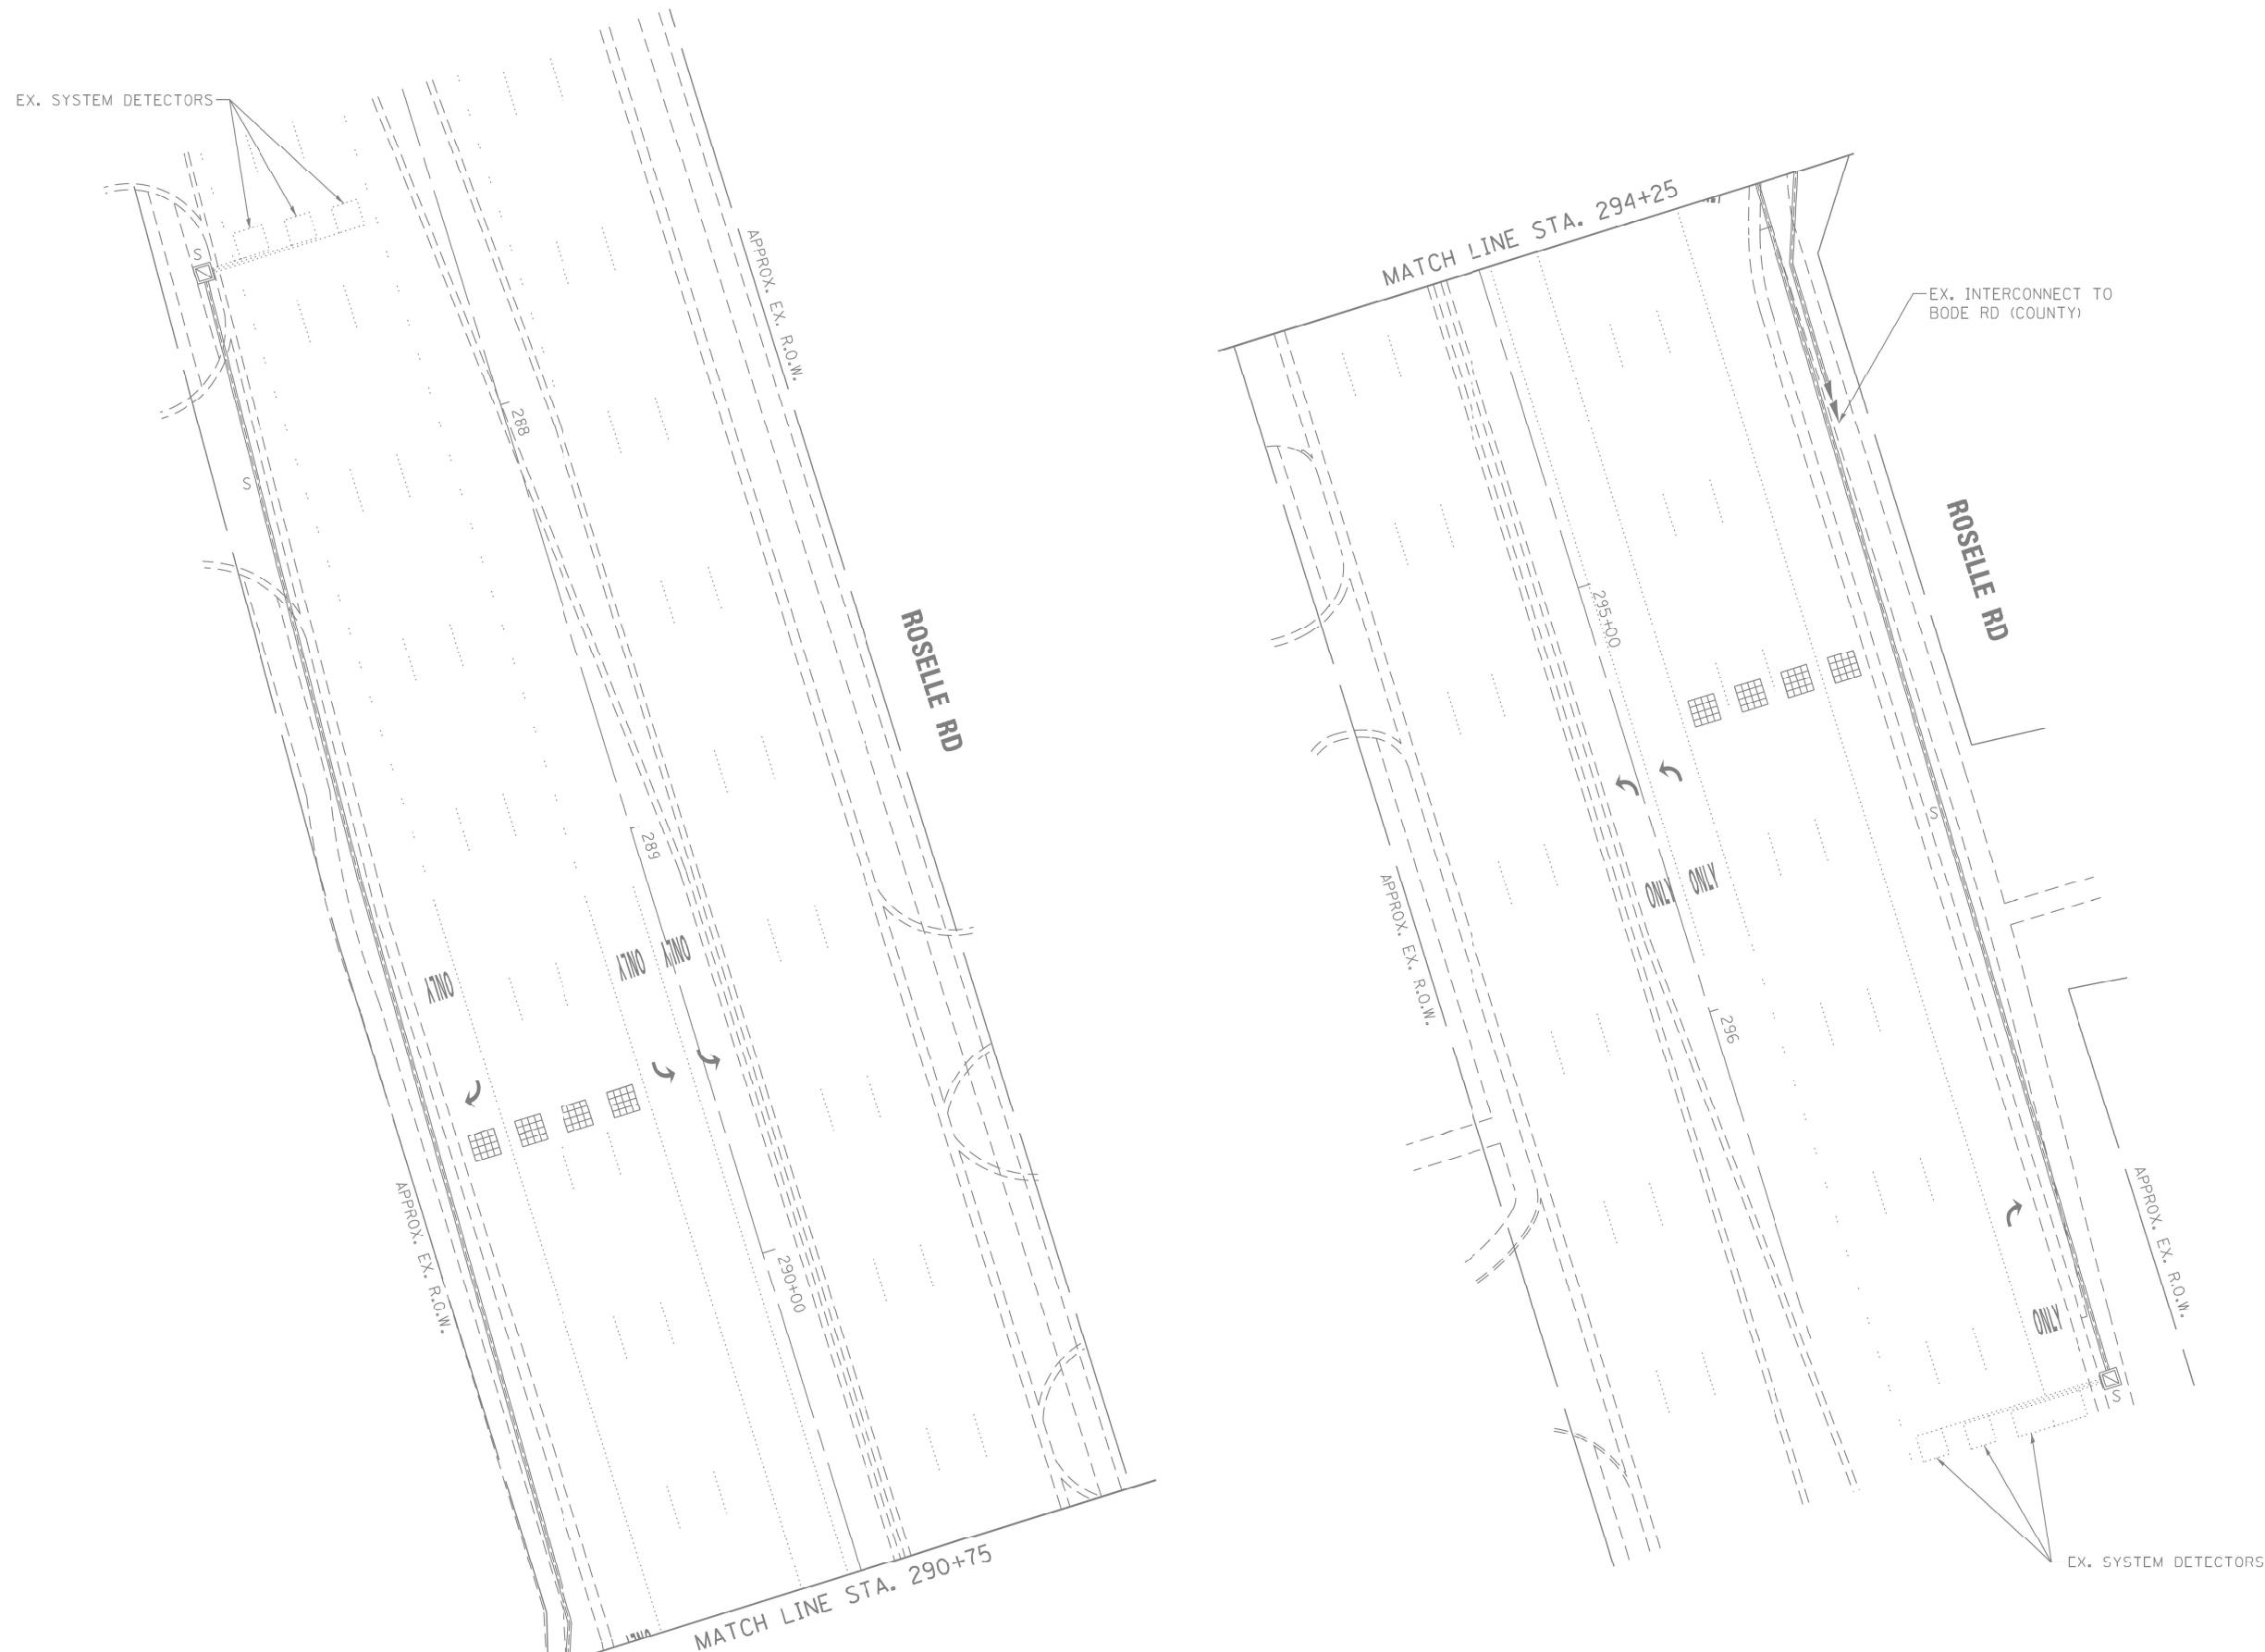 EX. SYSTEM DETECTORS
S
S
288
APPROX. EX. R.O.W.
ROSELLE RD
289
ONLY
ONLY
ONLY
APPROX. EX. R.O.W.
290+00
MATCH LINE STA. 290+75
MATCH LINE STA. 294+25
EX. INTERCONNECT TO
BODE RD (COUNTY)
ROSELLE RD
295+00
S
ONLY
ONLY
APPROX. EX. R.O.W.
296
APPROX. EX. R.O.W.
ONLY
S
EX. SYSTEM DETECTORS